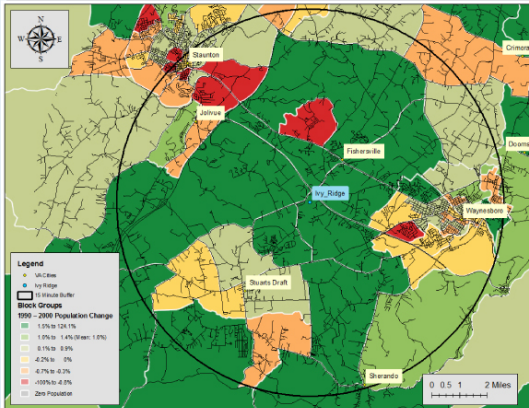 N
W E
S
Staunton
Crimora
Jolivue
Dooms
Fishersville
Ivy_Ridge
Waynesboro
Stuarts Draft
Sherando
Legend
VA Cities
Ivy Ridge
10 Minute Buffer
Block Groups
1990 – 2000 Population Change
1.5% to 124.1%
1.0% to 1.4% (Mean: 1.0%)
0.1% to 0.9%
-0.2% to 0%
-0.7% to -0.3%
-100% to -0.8%
Zero Population
0 0.5 1 2 Miles